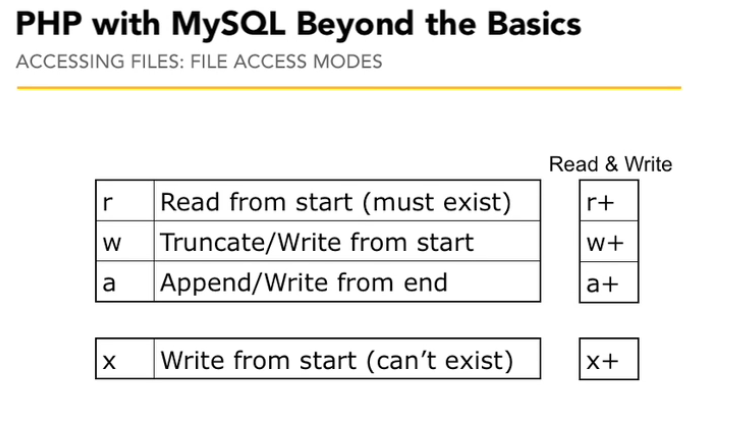 PHP with MySQL Beyond the Basics
ACCESSING FILES: FILE ACCESS MODES
Read & Write
r Read from start (must exist) r+
w Truncate/Write from start w+
a Append/Write from end a+
x Write from start (can't exist) x+